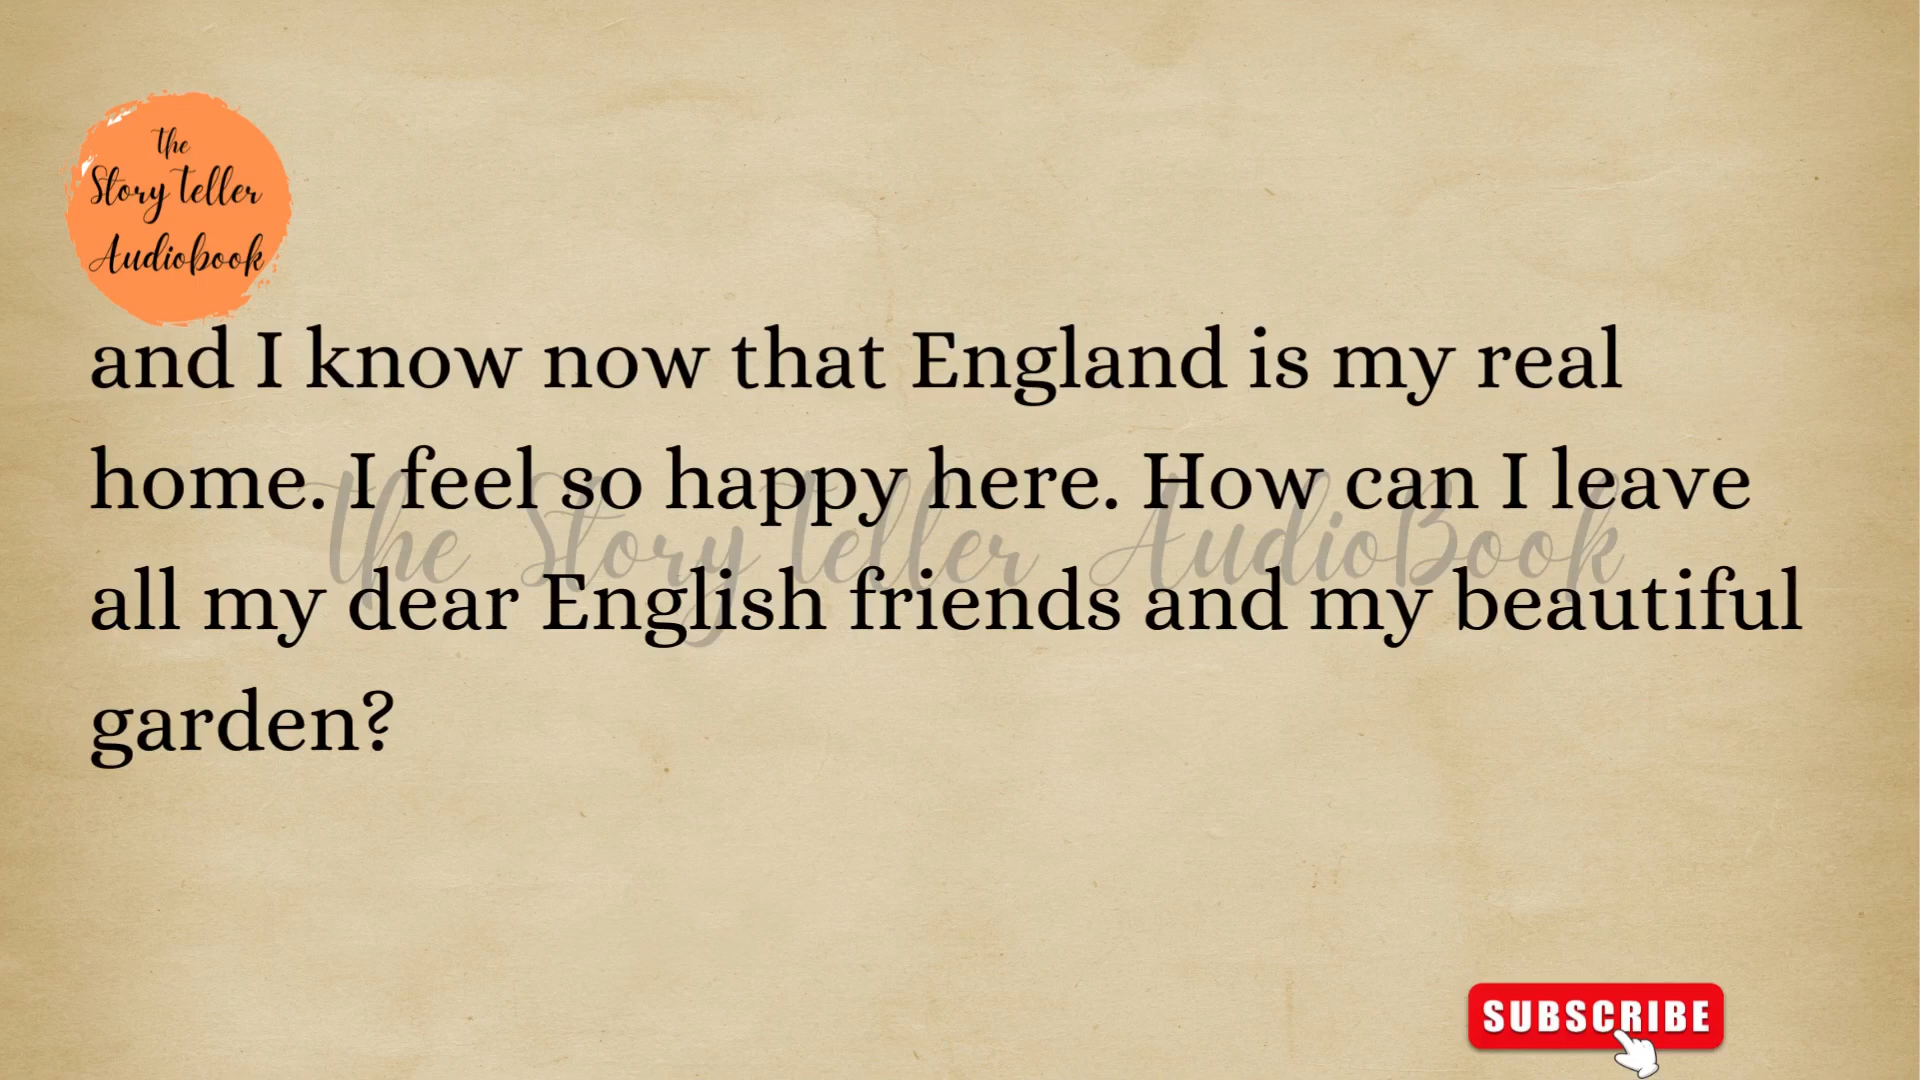 the
Story teller
Audiobook
and I know now that England is my real
home. I feel so happy here. How can I leave
the Story teller AudioBook
all my dear English friends and my beautiful
garden?
SUBSCRIBE